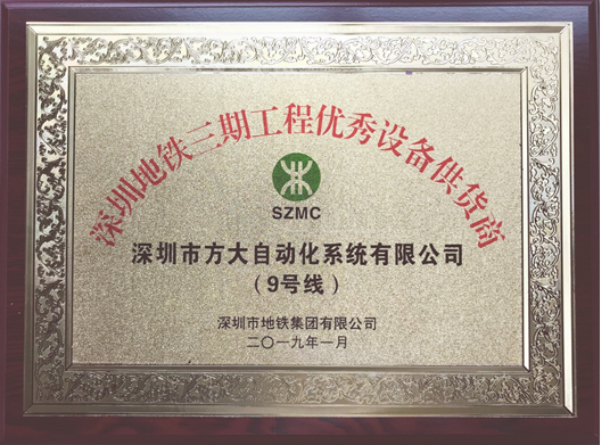 深圳地铁三期工程优秀设备供货商
SZMC
深圳市方大自动化系统有限公司
（9号线）
深圳市地铁集团有限公司
二〇一九年一月